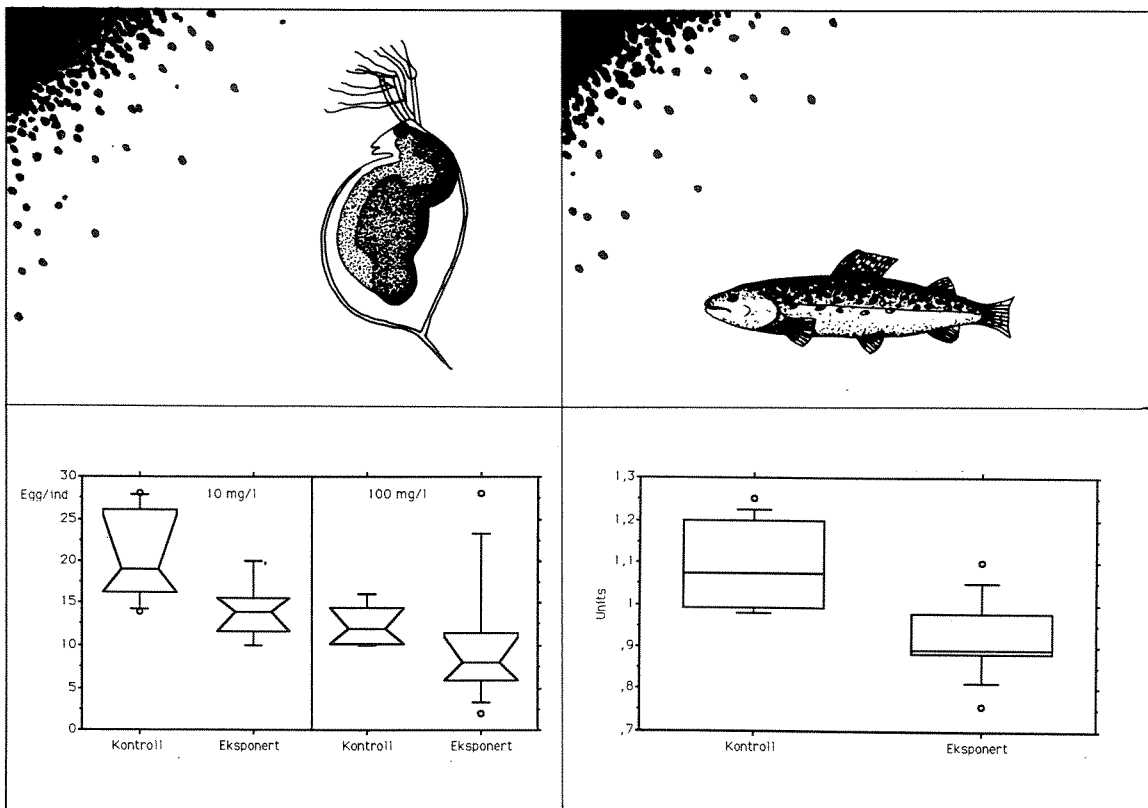 30
Egg/ind
10 mg/l
100 mg/l
25
20
15
10
5
0
Kontroll
Eksponert
Kontroll
Eksponert
1,3
1,2
1,1
1
,9
,8
,7
Units
Kontroll
Eksponert